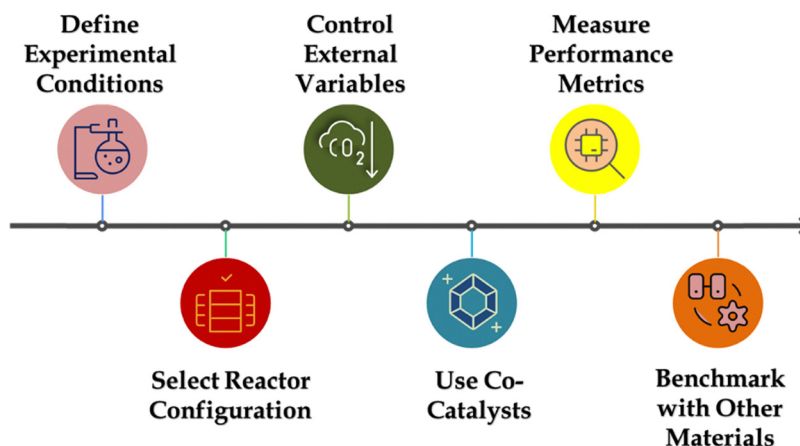 Define
Experimental
Conditions
Control
External
Variables
Measure
Performance
Metrics
CO2
Select Reactor
Configuration
Use Co-
Catalysts
Benchmark
with Other
Materials